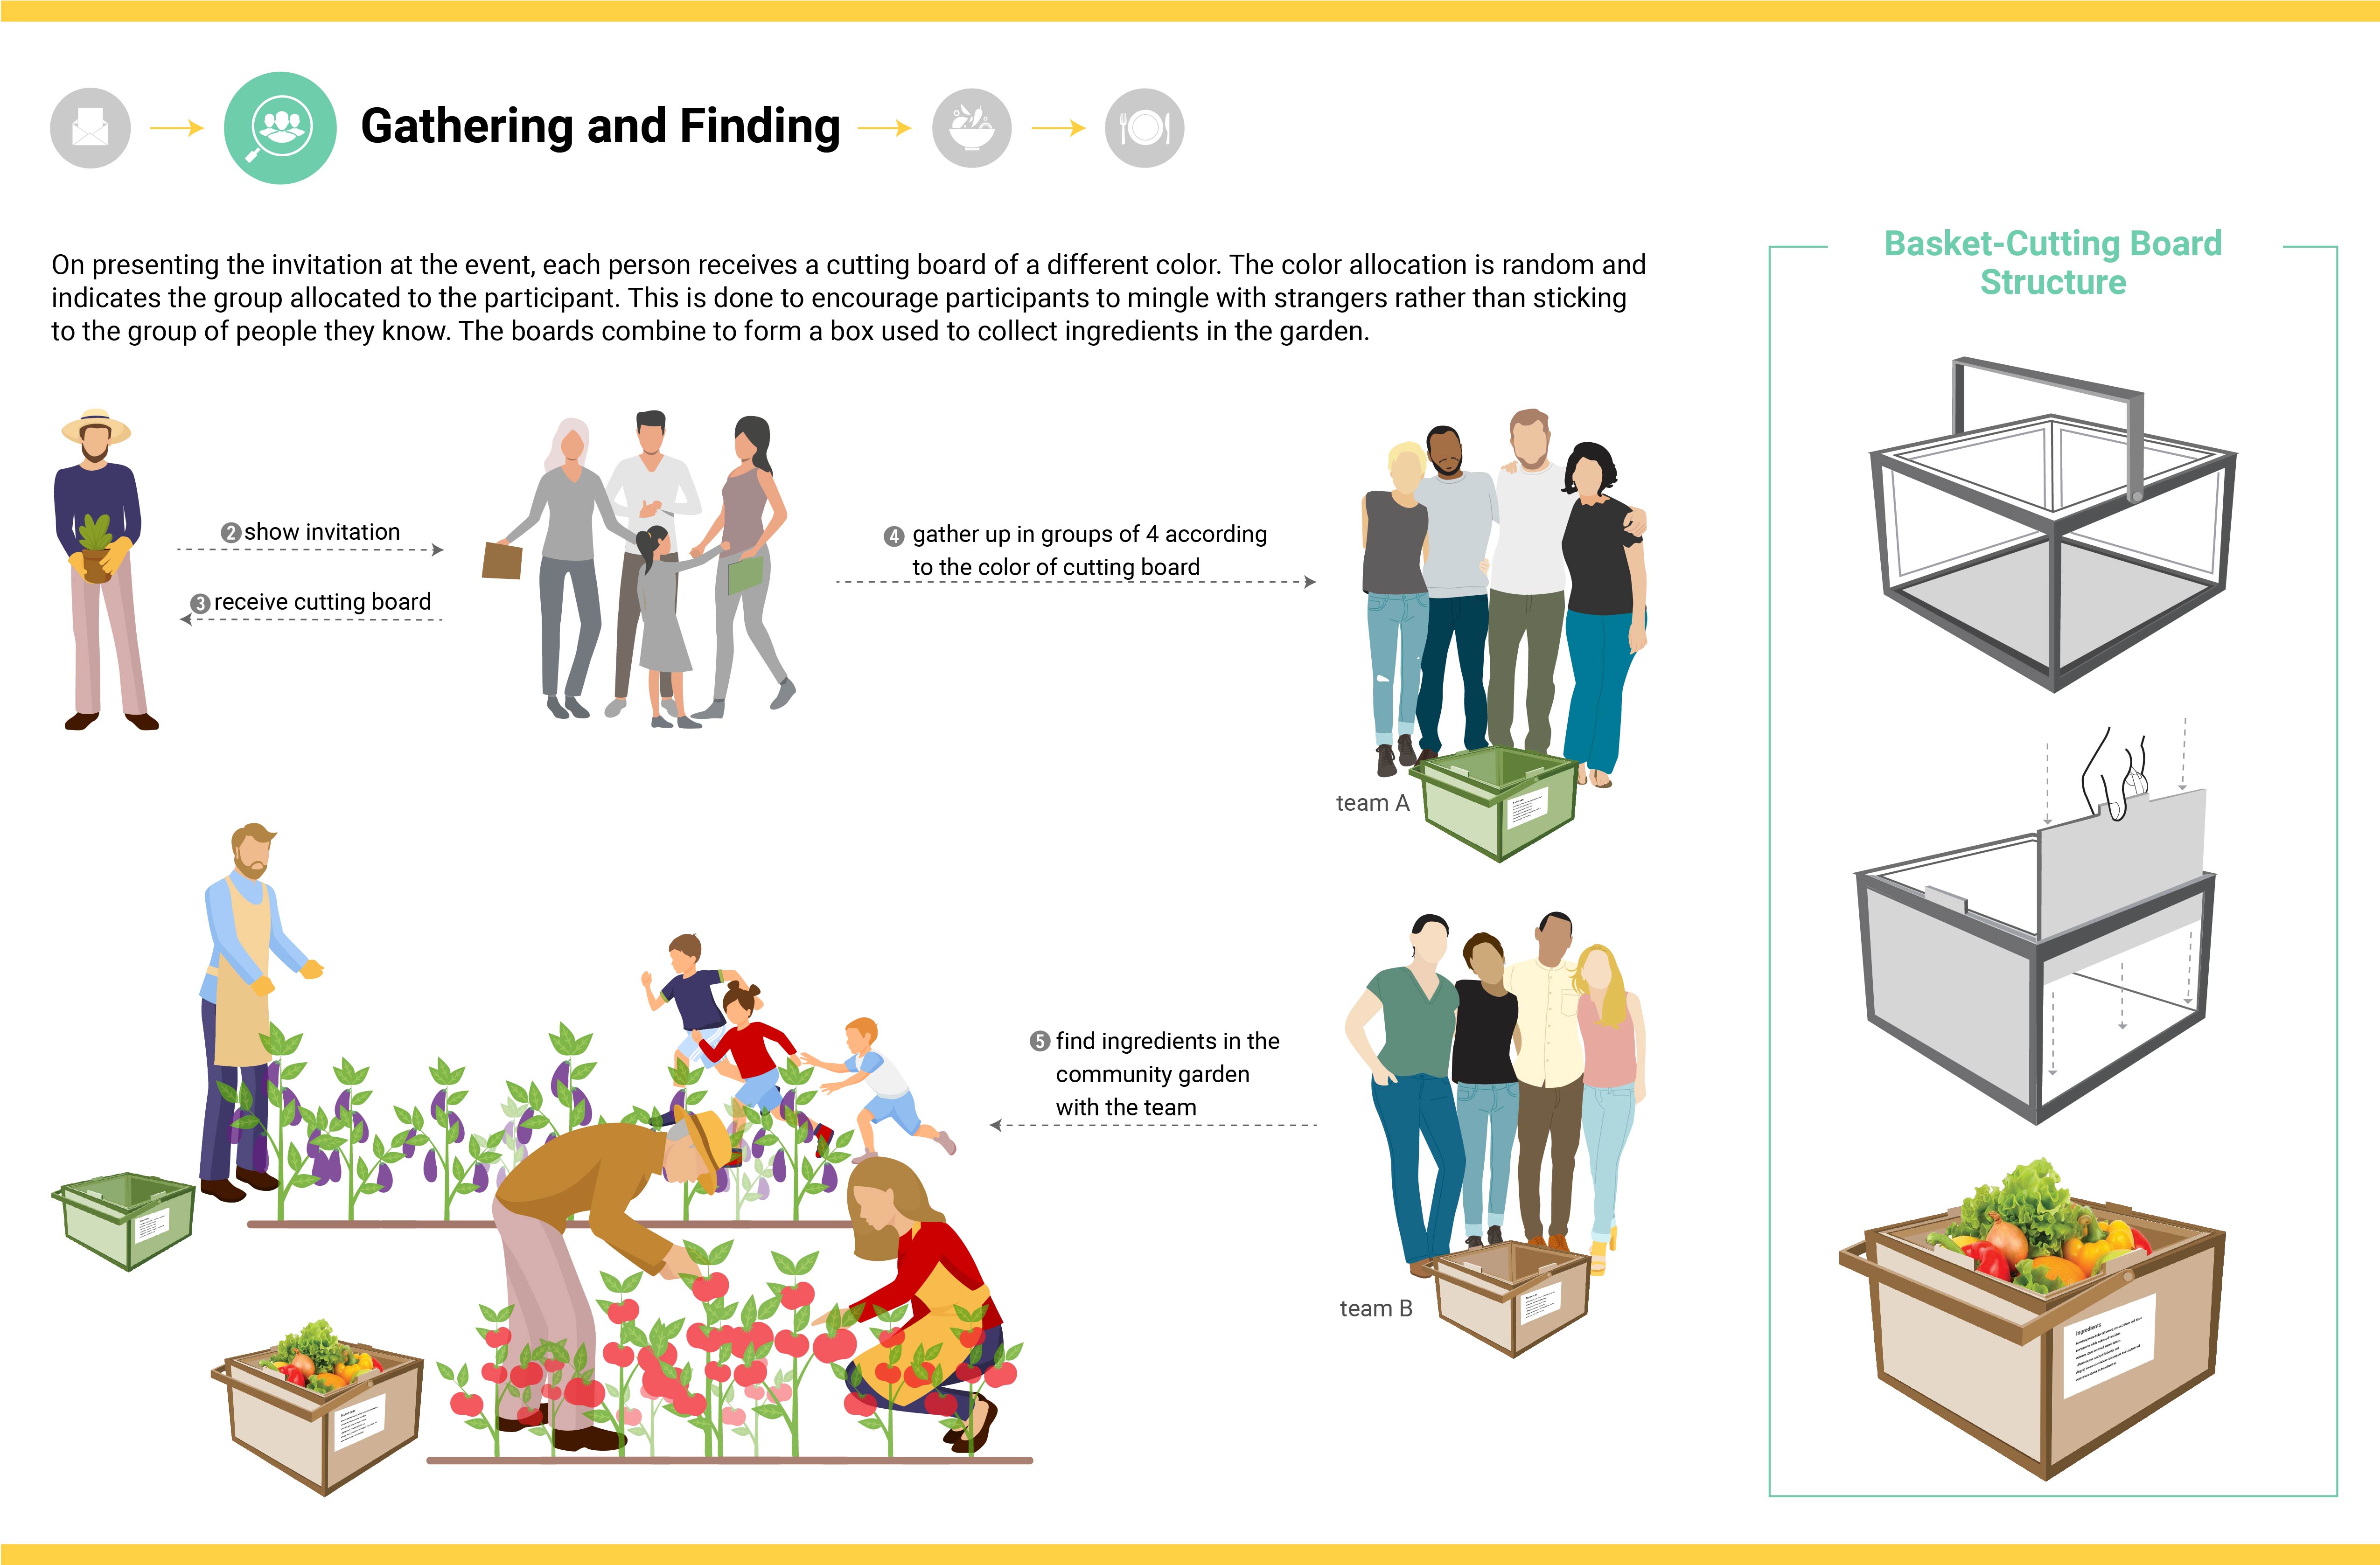 Gathering and Finding
On presenting the invitation at the event, each person receives a cutting board of a different color. The color allocation is random and
indicates the group allocated to the participant. This is done to encourage participants to mingle with strangers rather than sticking
to the group of people they know. The boards combine to form a box used to collect ingredients in the garden.
2 show invitation
3 receive cutting board
4 gather up in groups of 4 according
to the color of cutting board
team A
5 find ingredients in the
community garden
with the team
team B
Basket-Cutting Board
Structure
Ingredients